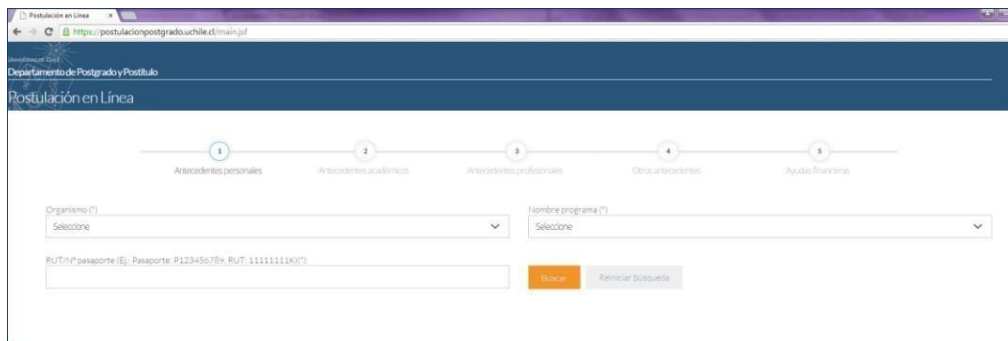 Postulación en Línea
https://postulacionpostgrado.uchile.cl/main.jsf
Departamento de Postgrado y Postítulo
Postulación en Línea
1 2 3 4 5
Antecedentes personales Antecedentes académicos Antecedentes profesionales Otros antecedentes Ayudas financieras
Organismo (*) Nombre programa (*)
Seleccione Seleccione
RUT/Nº pasaporte (Ej: Pasaporte: P123456789, RUT: 11111111K)(*)
Buscar Reiniciar búsqueda